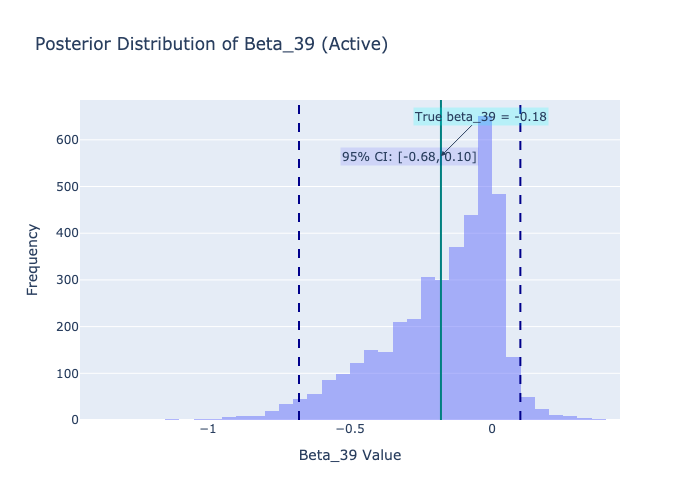 Posterior Distribution of Beta_39 (Active)
True beta_39 = -0.18
95% CI: [-0.68, 0.10]
600
500
400
300
200
100
0
Frequency
−1
−0.5
0
Beta_39 Value